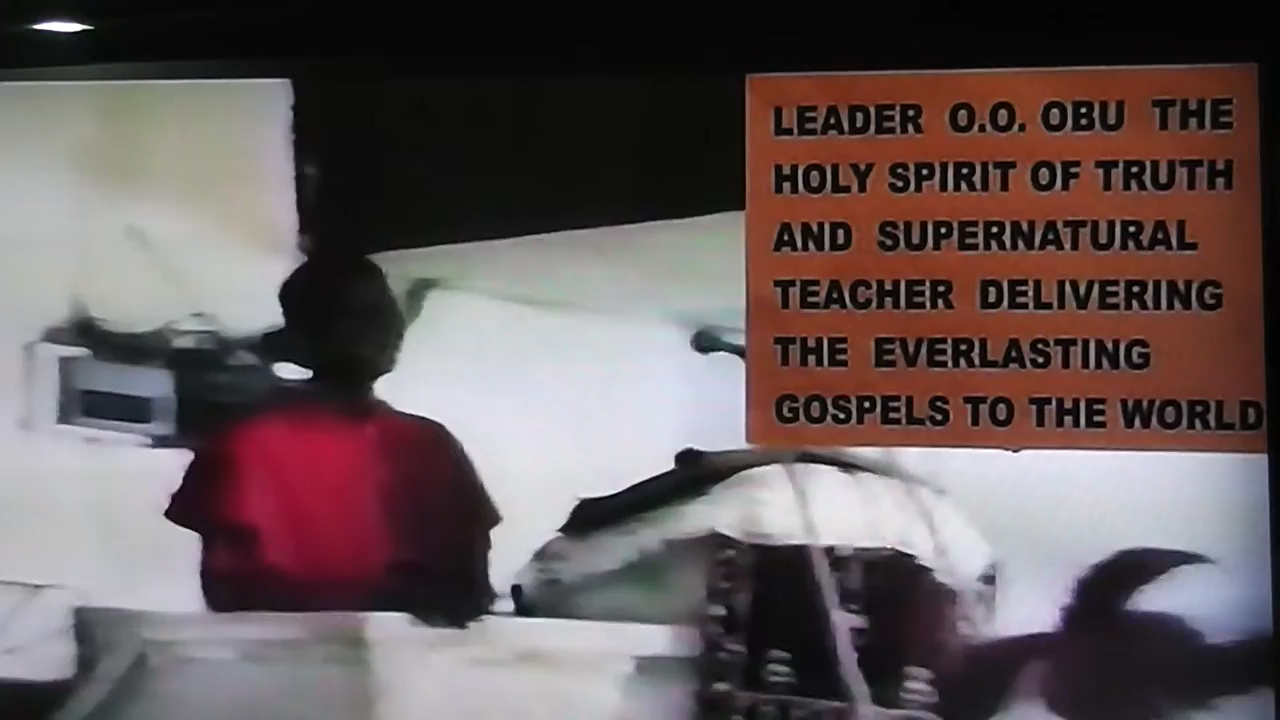 LEADER O.O. OBU THE
HOLY SPIRIT OF TRUTH
AND SUPERNATURAL
TEACHER DELIVERING
THE EVERLASTING
GOSPELS TO THE WORLD